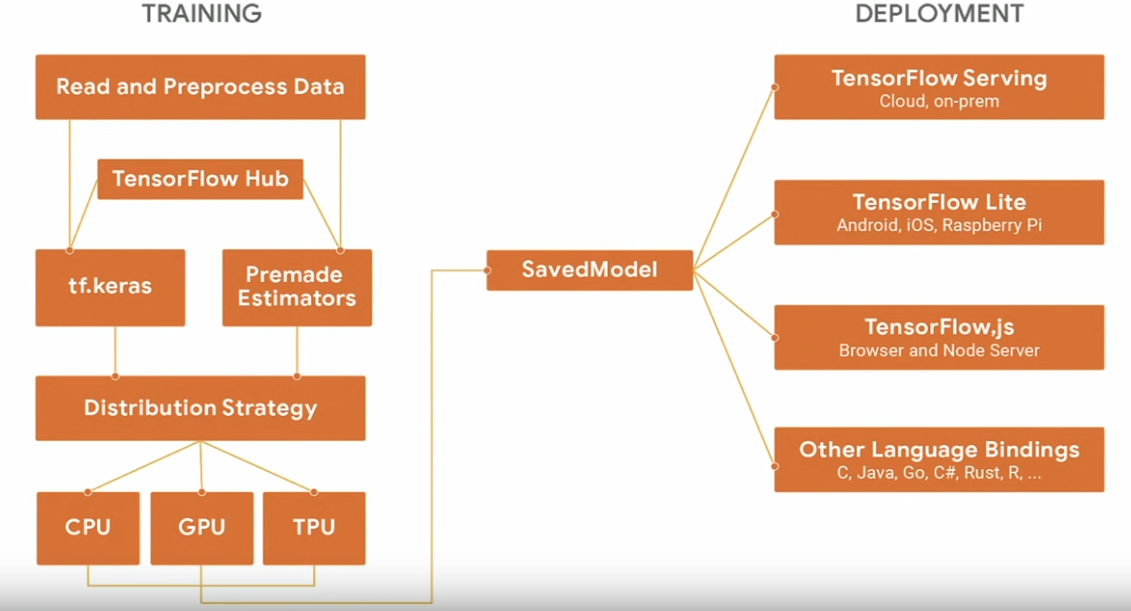 TRAINING
Read and Preprocess Data
TensorFlow Hub
tf.keras
Premade
Estimators
Distribution Strategy
CPU
GPU
TPU
SavedModel
DEPLOYMENT
TensorFlow Serving
Cloud, on-prem
TensorFlow Lite
Android, iOS, Raspberry Pi
TensorFlow,js
Browser and Node Server
Other Language Bindings
C, Java, Go, C#, Rust, R, ...